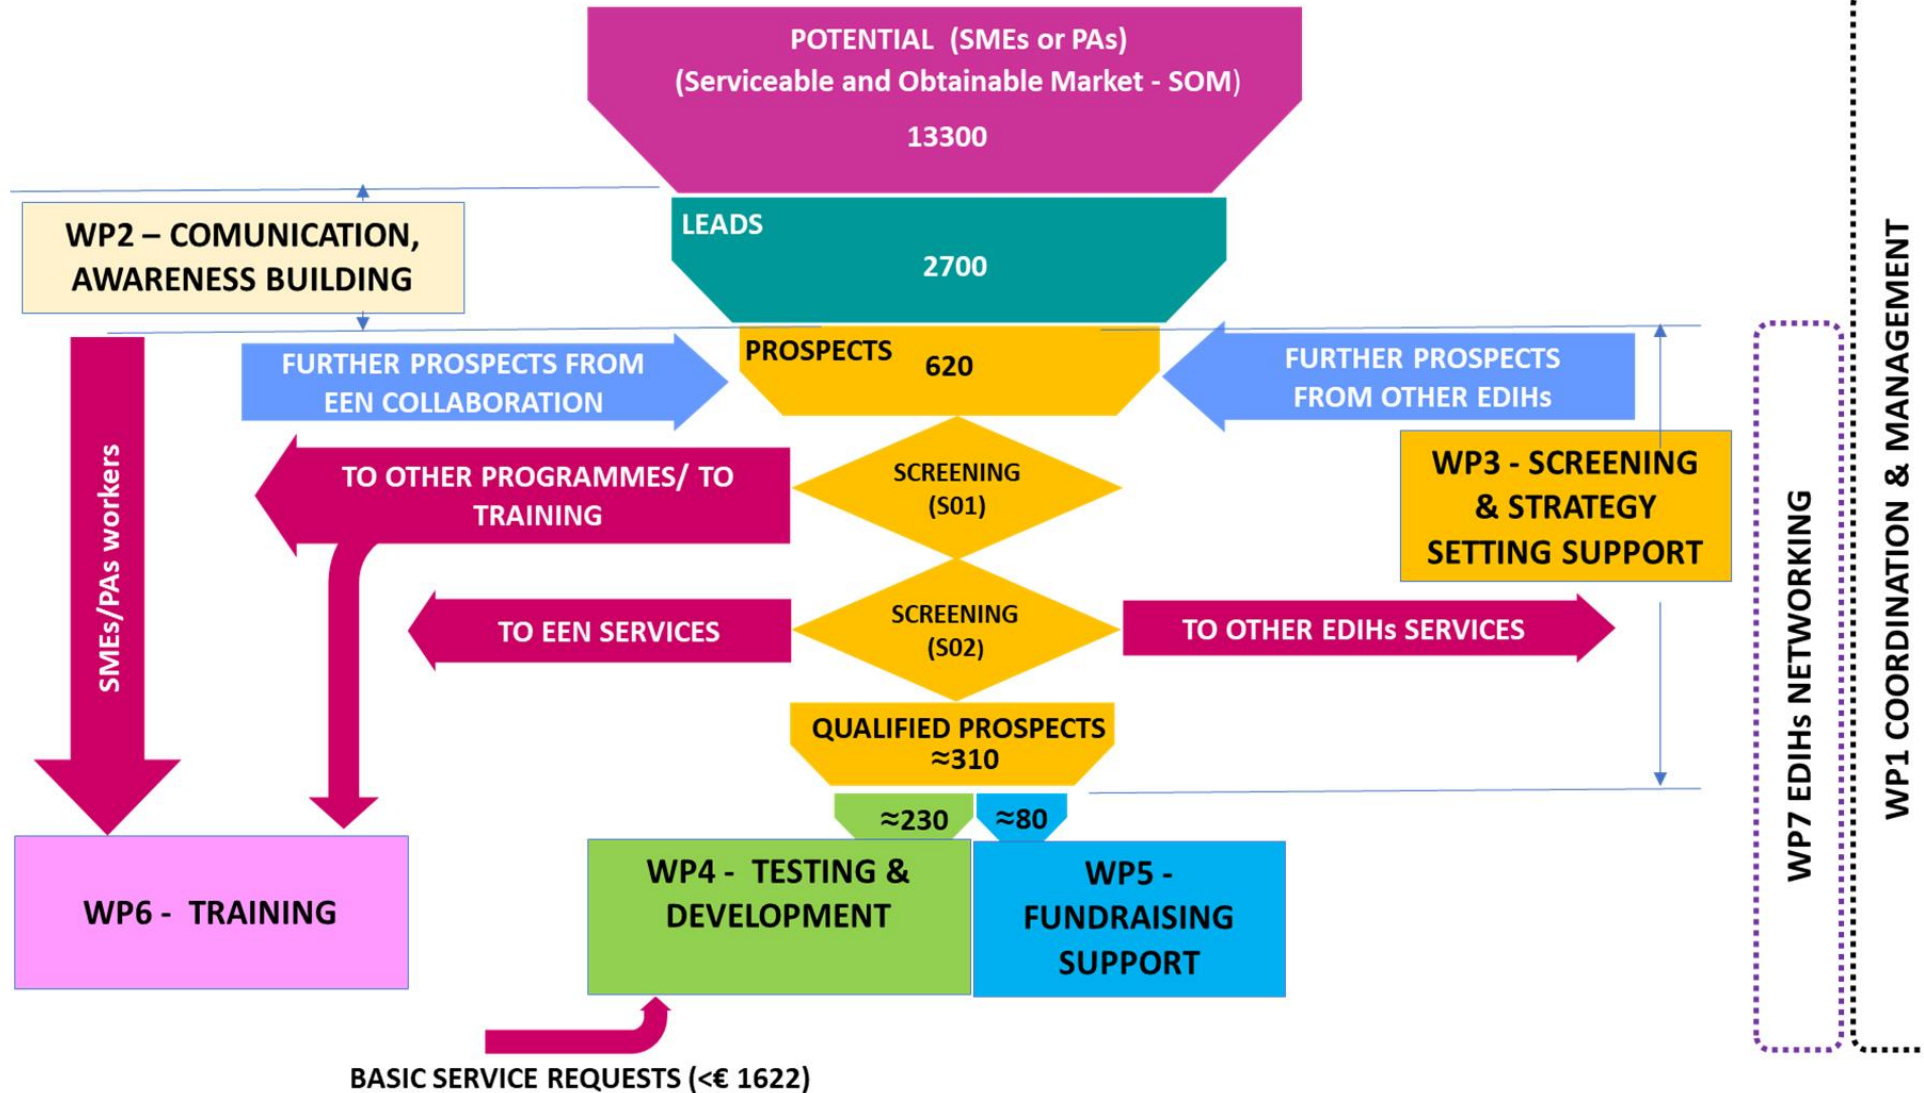 POTENTIAL (SMEs or PAs)
(Serviceable and Obtainable Market - SOM)
13300
LEADS
2700
WP2 – COMUNICATION,
AWARENESS BUILDING
PROSPECTS
620
FURTHER PROSPECTS FROM
EEN COLLABORATION
FURTHER PROSPECTS
FROM OTHER EDIHs
SMEs/PAs workers
TO OTHER PROGRAMMES/ TO
TRAINING
SCREENING
(S01)
WP3 - SCREENING
& STRATEGY
SETTING SUPPORT
TO EEN SERVICES
SCREENING
(S02)
TO OTHER EDIHs SERVICES
QUALIFIED PROSPECTS
≈310
≈230
≈80
WP6 - TRAINING
WP4 - TESTING &
DEVELOPMENT
WP5 -
FUNDRAISING
SUPPORT
BASIC SERVICE REQUESTS (<€ 1622)
WP7 EDIHs NETWORKING
WP1 COORDINATION & MANAGEMENT